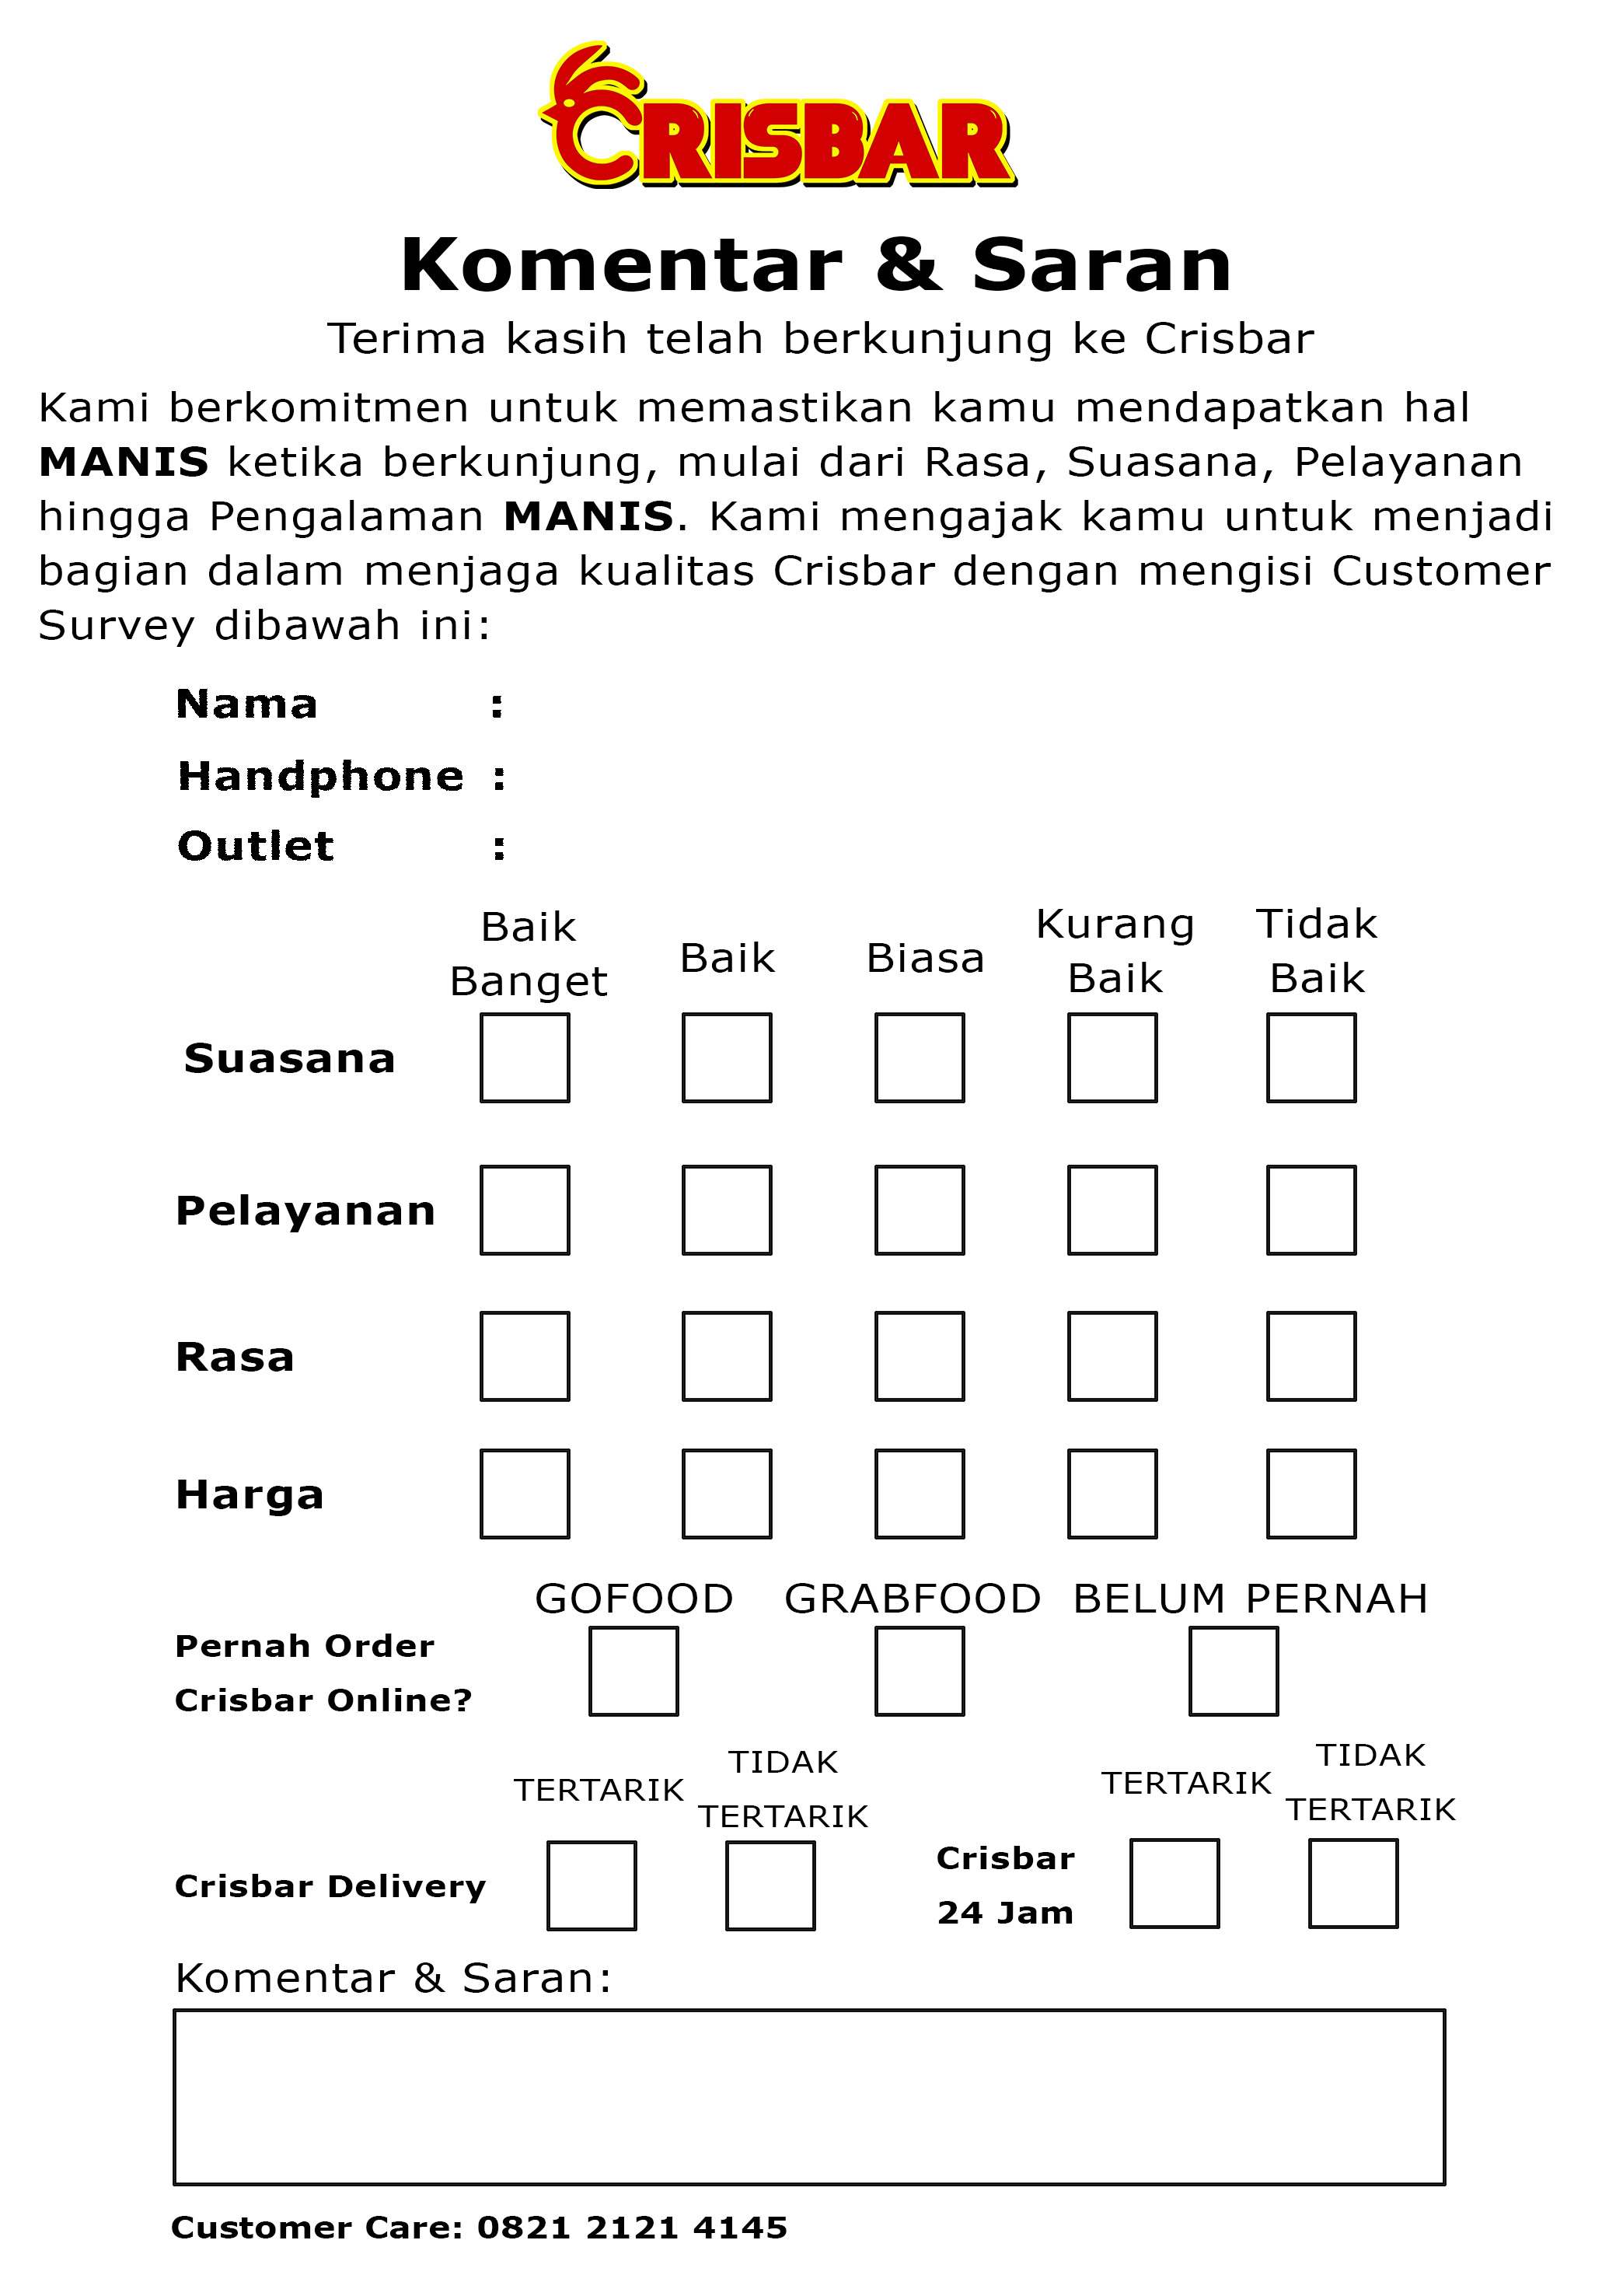 CRISBAR
Komentar & Saran
Terima kasih telah berkunjung ke Crisbar
Kami berkomitmen untuk memastikan kamu mendapatkan hal
MANIS ketika berkunjung, mulai dari Rasa, Suasana, Pelayanan
hingga Pengalaman MANIS. Kami mengajak kamu untuk menjadi
bagian dalam menjaga kualitas Crisbar dengan mengisi Customer
Survey dibawah ini:
Nama :
Handphone :
Outlet :
Baik Banget Baik Biasa Kurang Baik Tidak Baik
Suasana
Pelayanan
Rasa
Harga
GOFOOD GRABFOOD BELUM PERNAH
Pernah Order
Crisbar Online?
TERTARIK TIDAK TERTARIK TERTARIK TIDAK TERTARIK
Crisbar Delivery Crisbar 24 Jam
Komentar & Saran:
Customer Care: 0821 2121 4145